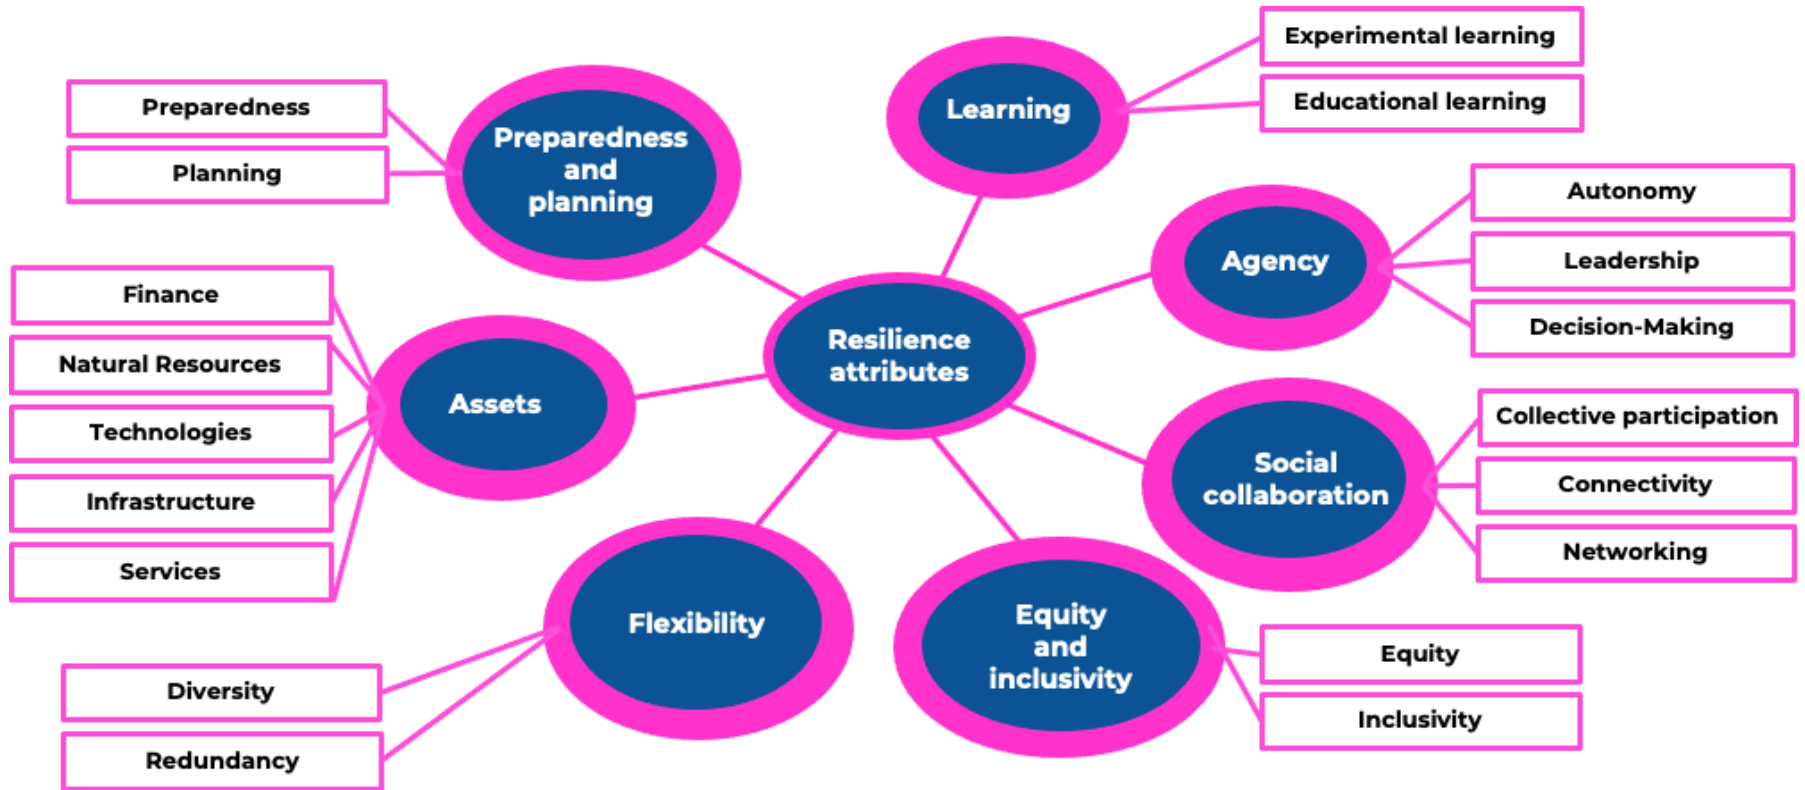 Experimental learning
Educational learning
Learning
Preparedness
Planning
Preparedness
and
planning
Autonomy
Leadership
Decision-Making
Agency
Finance
Natural Resources
Technologies
Infrastructure
Services
Assets
Resilience
attributes
Collective participation
Connectivity
Networking
Social
collaboration
Flexibility
Diversity
Redundancy
Equity
and
inclusivity
Equity
Inclusivity